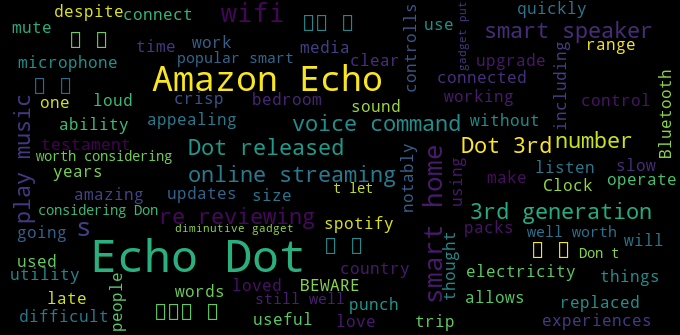 despite
connect
wifi
use
quickly
gadget put
mute
smart speaker
time
work
media
controlls
range
popular smart
clear
upgrade
microphone
connected
including
Amazon Echo
Bluetooth
one
loud
crisp
bedroom
sound
working
control
ability
appealing
voice command
without
play music
testament
Dot released
Dot 3rd
number
worth considering
years
online streaming
notably
smart home
using
make
listen
slow
amazing
updates
size
t let
Clock
operate
considering Don
re reviewing
spotify
3rd generation
going
s
diminutive gadget
packs
well worth
will
thought
Echo Dot
Don t
used
country
electricity
utility
loved
BEWARE
things
people
late
words
still well
punch
allows
replaced
difficult
useful
love
trip
experiences